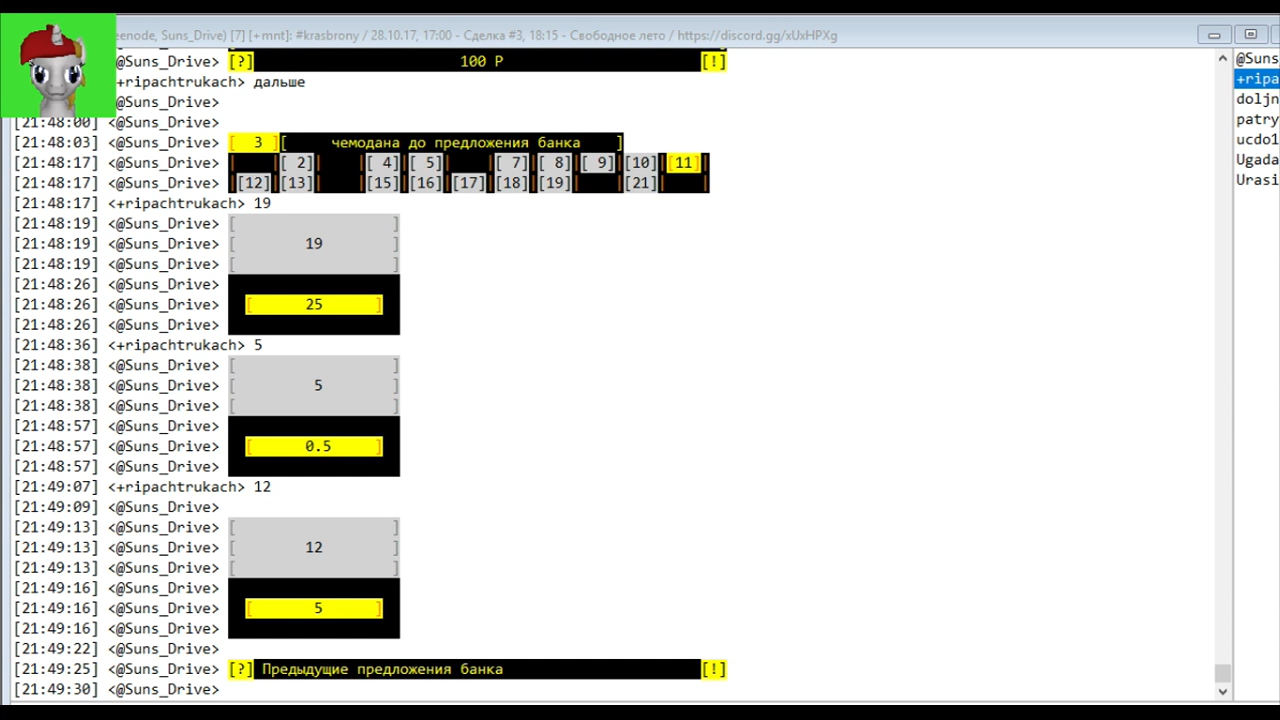 eenode, Suns_Drive) [7] [+mnt]: #krasbrony / 28.10.17, 17:00 - Сделка #3, 18:15 - Свободное лето / https://discord.gg/xUxHPXg
@Suns_Drive> [?] 100 Р [!]
+ripachtrukach> дальше
@Suns_Drive>
[21:48:00] <@Suns_Drive>
[21:48:03] <@Suns_Drive> [ 3 ][ чемодана до предложения банка ]
[21:48:17] <@Suns_Drive> | |[ 2]| |[ 4]|[ 5]| |[ 7]|[ 8]|[ 9]|[10]|[11]|
[21:48:17] <@Suns_Drive> |[12]|[13]| |[15]|[16]|[17]|[18]|[19]| |[21]| |
[21:48:17] <+ripachtrukach> 19
[21:48:19] <@Suns_Drive> [ ]
[21:48:19] <@Suns_Drive> [ 19 ]
[21:48:19] <@Suns_Drive> [ ]
[21:48:26] <@Suns_Drive>
[21:48:26] <@Suns_Drive> [ 25 ]
[21:48:26] <@Suns_Drive>
[21:48:36] <+ripachtrukach> 5
[21:48:38] <@Suns_Drive> [ ]
[21:48:38] <@Suns_Drive> [ 5 ]
[21:48:38] <@Suns_Drive> [ ]
[21:48:57] <@Suns_Drive>
[21:48:57] <@Suns_Drive> [ 0.5 ]
[21:48:57] <@Suns_Drive>
[21:49:07] <+ripachtrukach> 12
[21:49:09] <@Suns_Drive>
[21:49:13] <@Suns_Drive> [ ]
[21:49:13] <@Suns_Drive> [ 12 ]
[21:49:13] <@Suns_Drive> [ ]
[21:49:16] <@Suns_Drive>
[21:49:16] <@Suns_Drive> [ 5 ]
[21:49:16] <@Suns_Drive>
[21:49:22] <@Suns_Drive>
[21:49:25] <@Suns_Drive> [?] Предыдущие предложения банка [!]
[21:49:30] <@Suns_Drive>
@Suns
+ripa
doljn
patry
ucdol
Ugada
Urasi